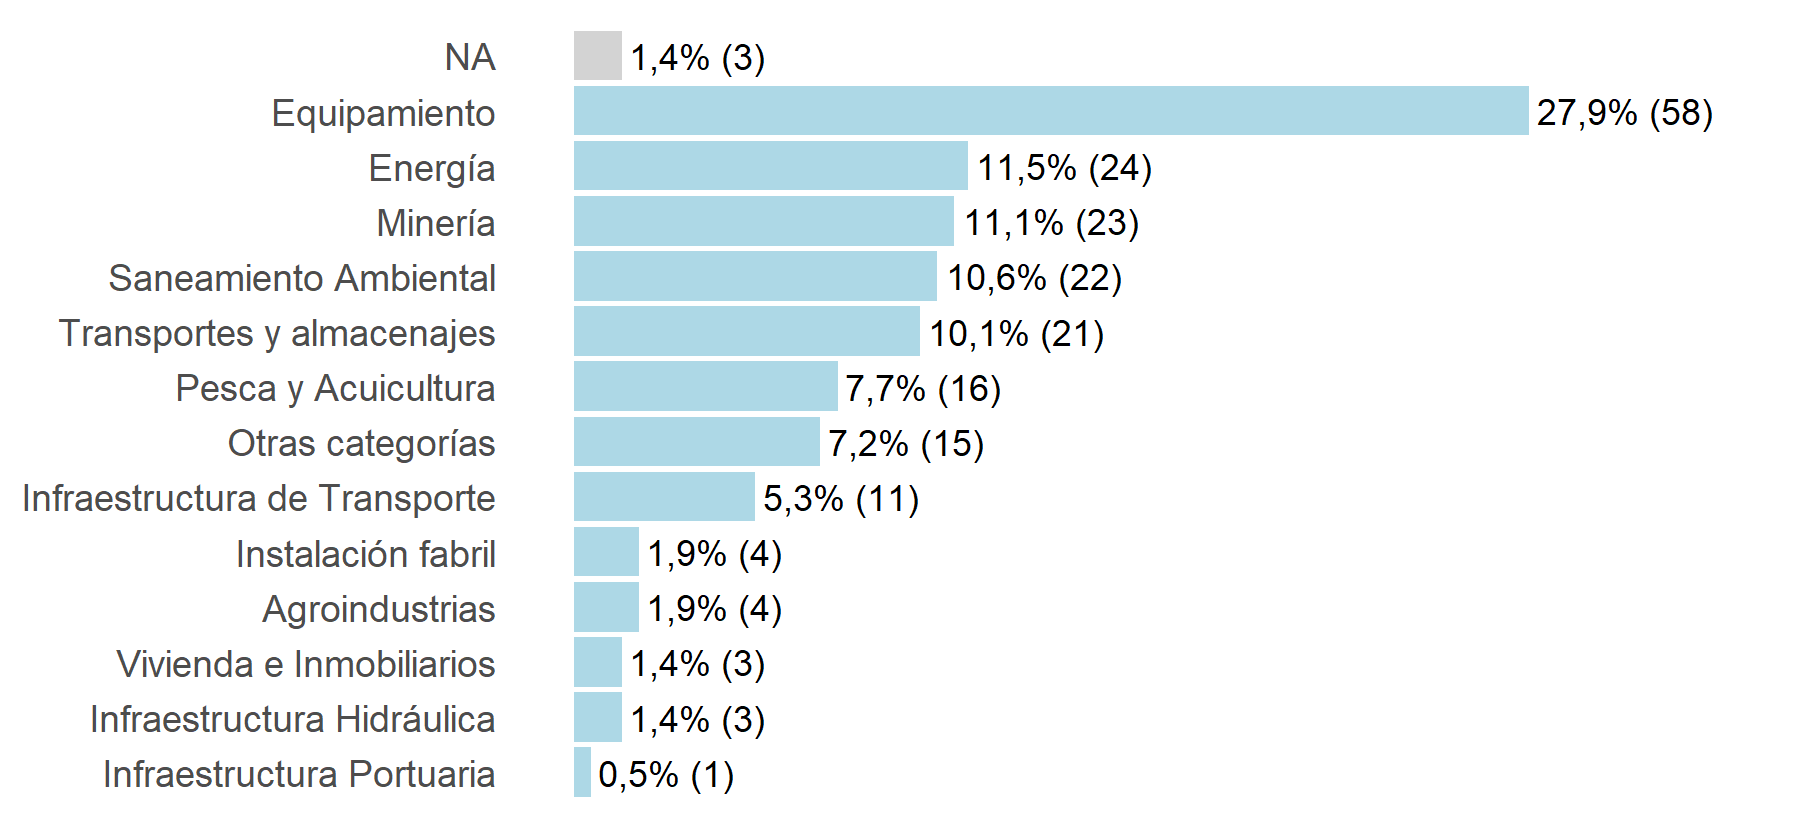 NA 1,4% (3)
Equipamiento 27,9% (58)
Energía 11,5% (24)
Minería 11,1% (23)
Saneamiento Ambiental 10,6% (22)
Transportes y almacenajes 10,1% (21)
Pesca y Acuicultura 7,7% (16)
Otras categorías 7,2% (15)
Infraestructura de Transporte 5,3% (11)
Instalación fabril 1,9% (4)
Agroindustrias 1,9% (4)
Vivienda e Inmobiliarios 1,4% (3)
Infraestructura Hidráulica 1,4% (3)
Infraestructura Portuaria 0,5% (1)